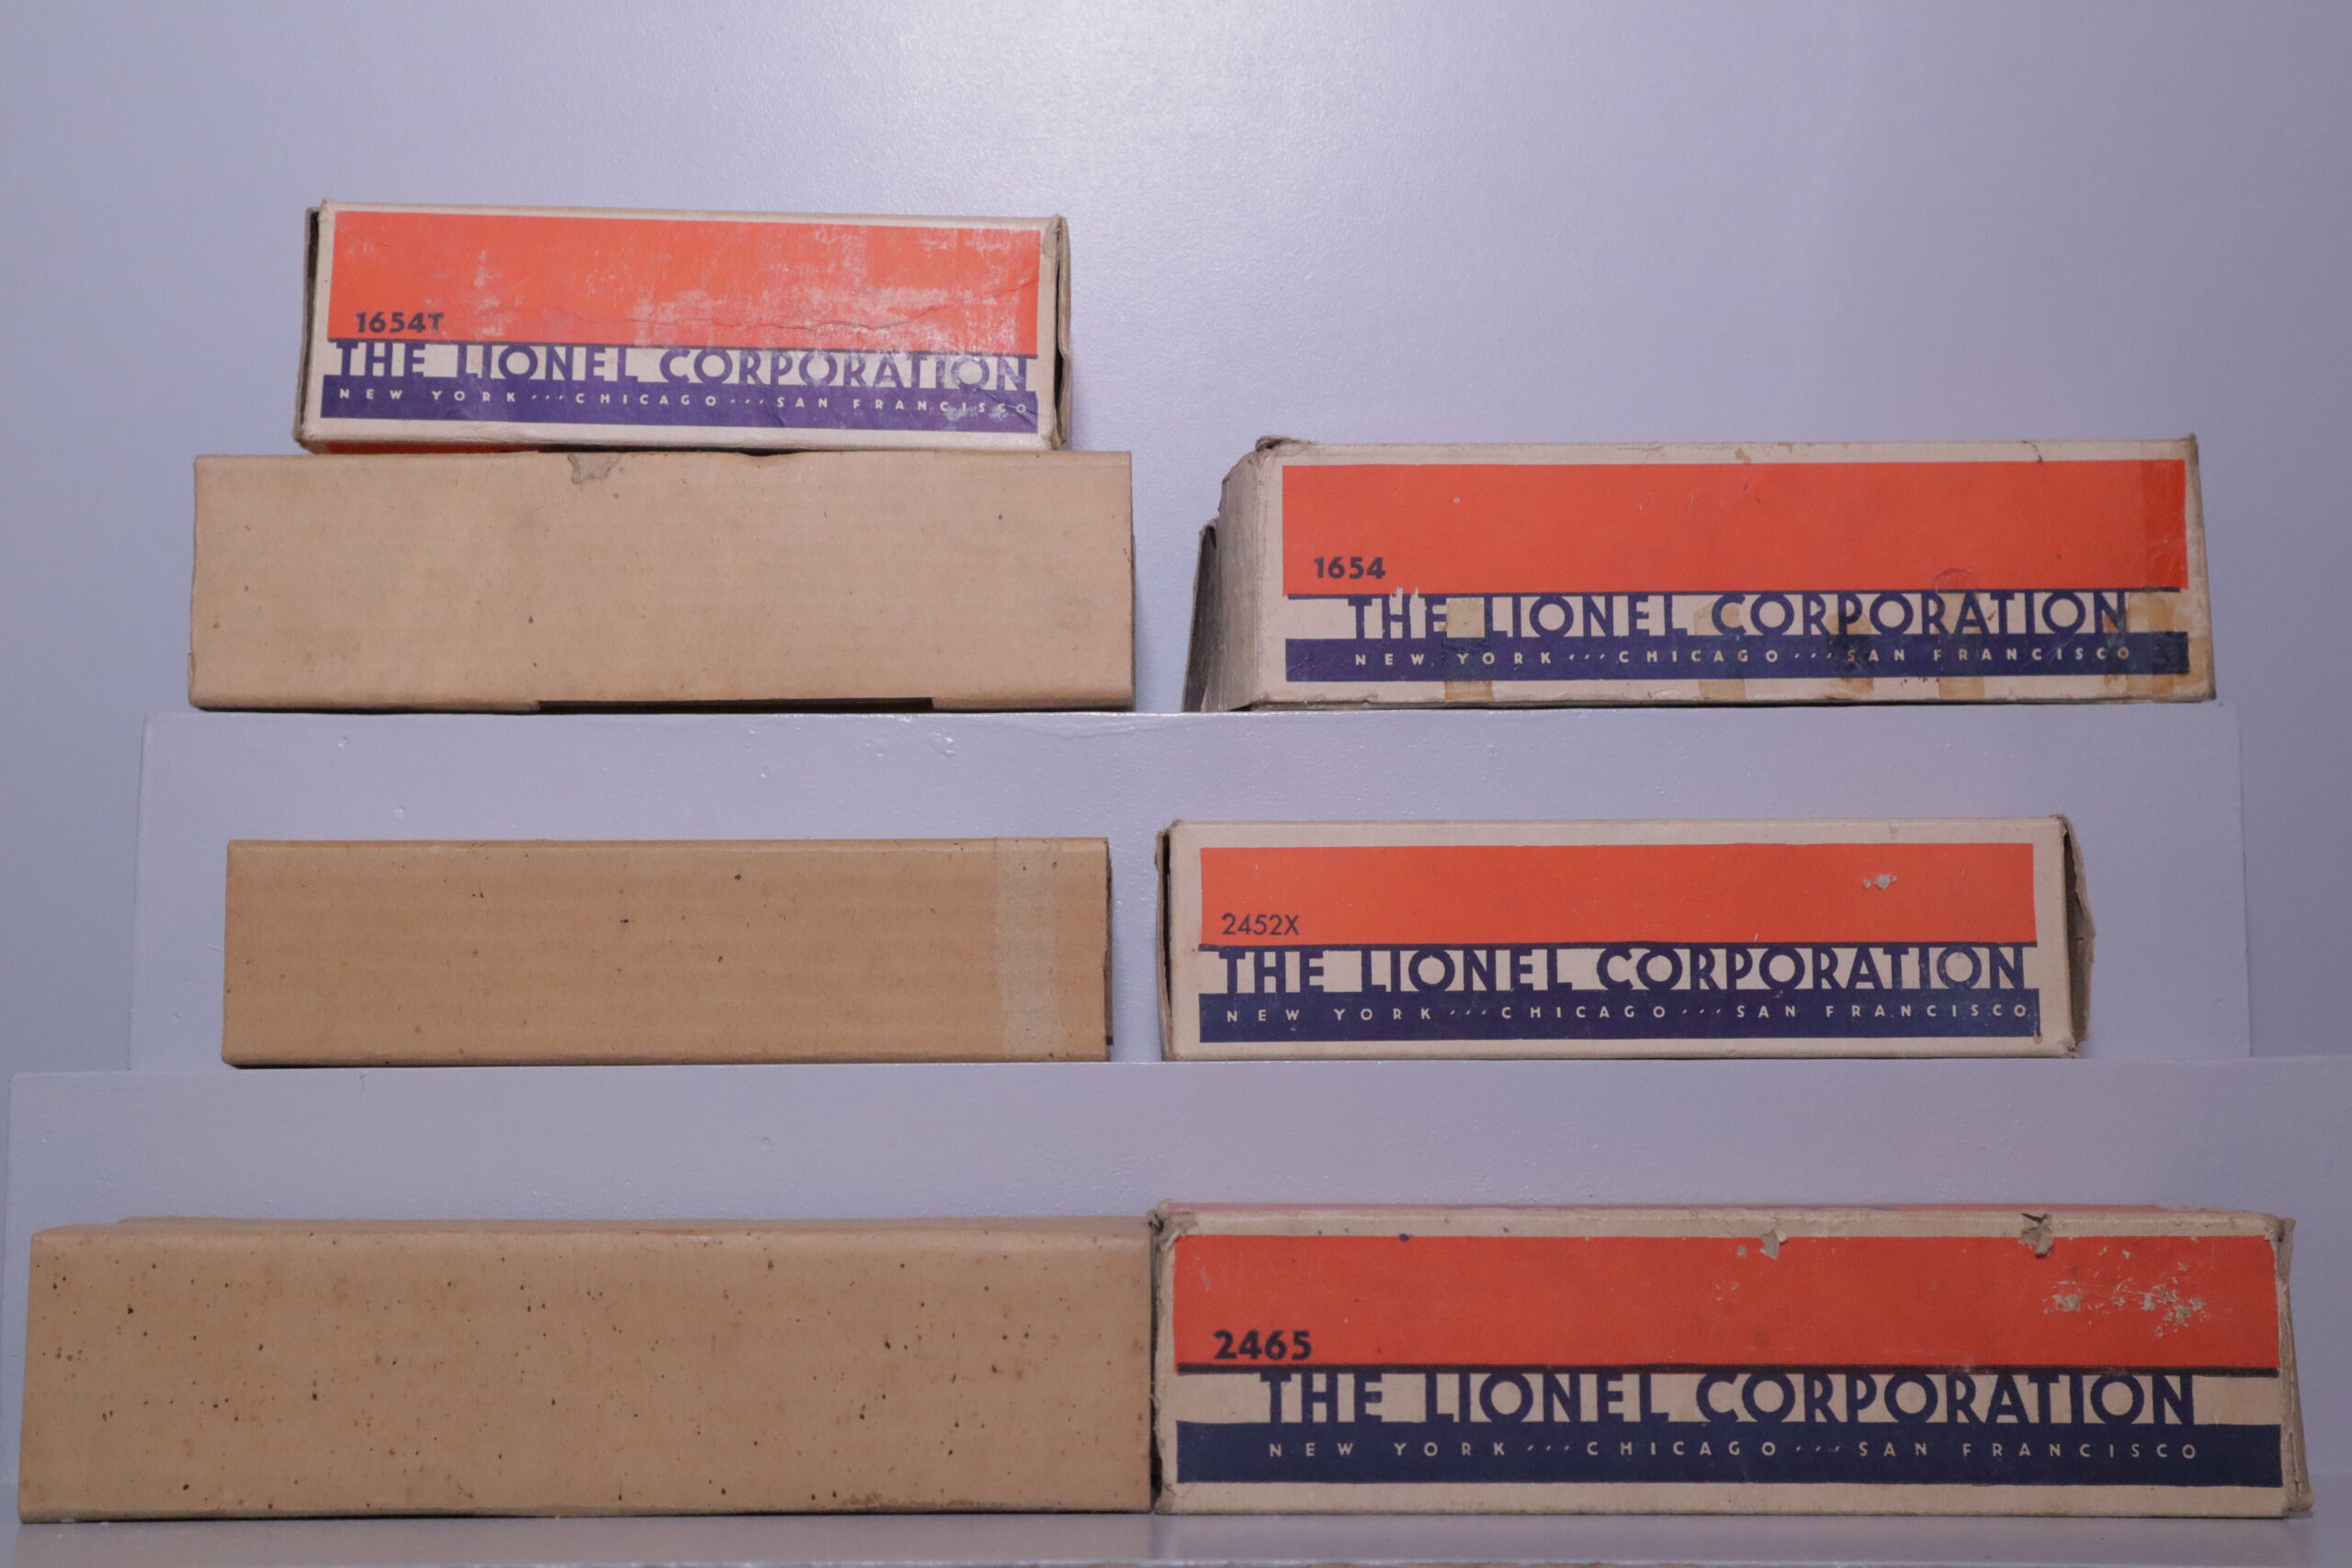 1654T
THE LIONEL CORPORATION
NEW YORK ··· CHICAGO ··· SAN FRANCISCO
1654
THE LIONEL CORPORATION
NEW YORK ··· CHICAGO ··· SAN FRANCISCO
2452X
THE LIONEL CORPORATION
NEW YORK ··· CHICAGO ··· SAN FRANCISCO
2465
THE LIONEL CORPORATION
NEW YORK ··· CHICAGO ··· SAN FRANCISCO